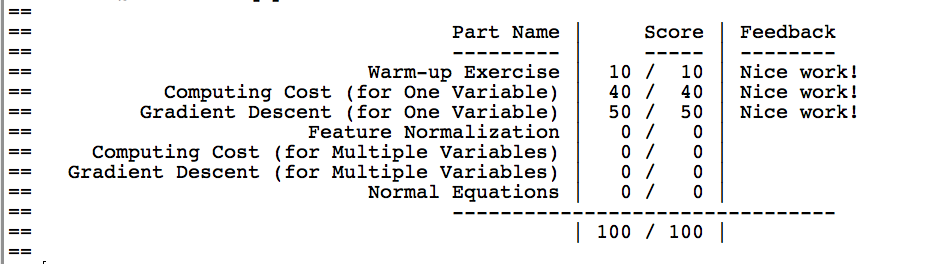 ==
== Part Name | Score | Feedback
== --------- | ----- | --------
== Warm-up Exercise | 10 / 10 | Nice work!
== Computing Cost (for One Variable) | 40 / 40 | Nice work!
== Gradient Descent (for One Variable) | 50 / 50 | Nice work!
== Feature Normalization | 0 / 0 |
== Computing Cost (for Multiple Variables) | 0 / 0 |
== Gradient Descent (for Multiple Variables) | 0 / 0 |
== Normal Equations | 0 / 0 |
== --------------------------------
== | 100 / 100 |
==